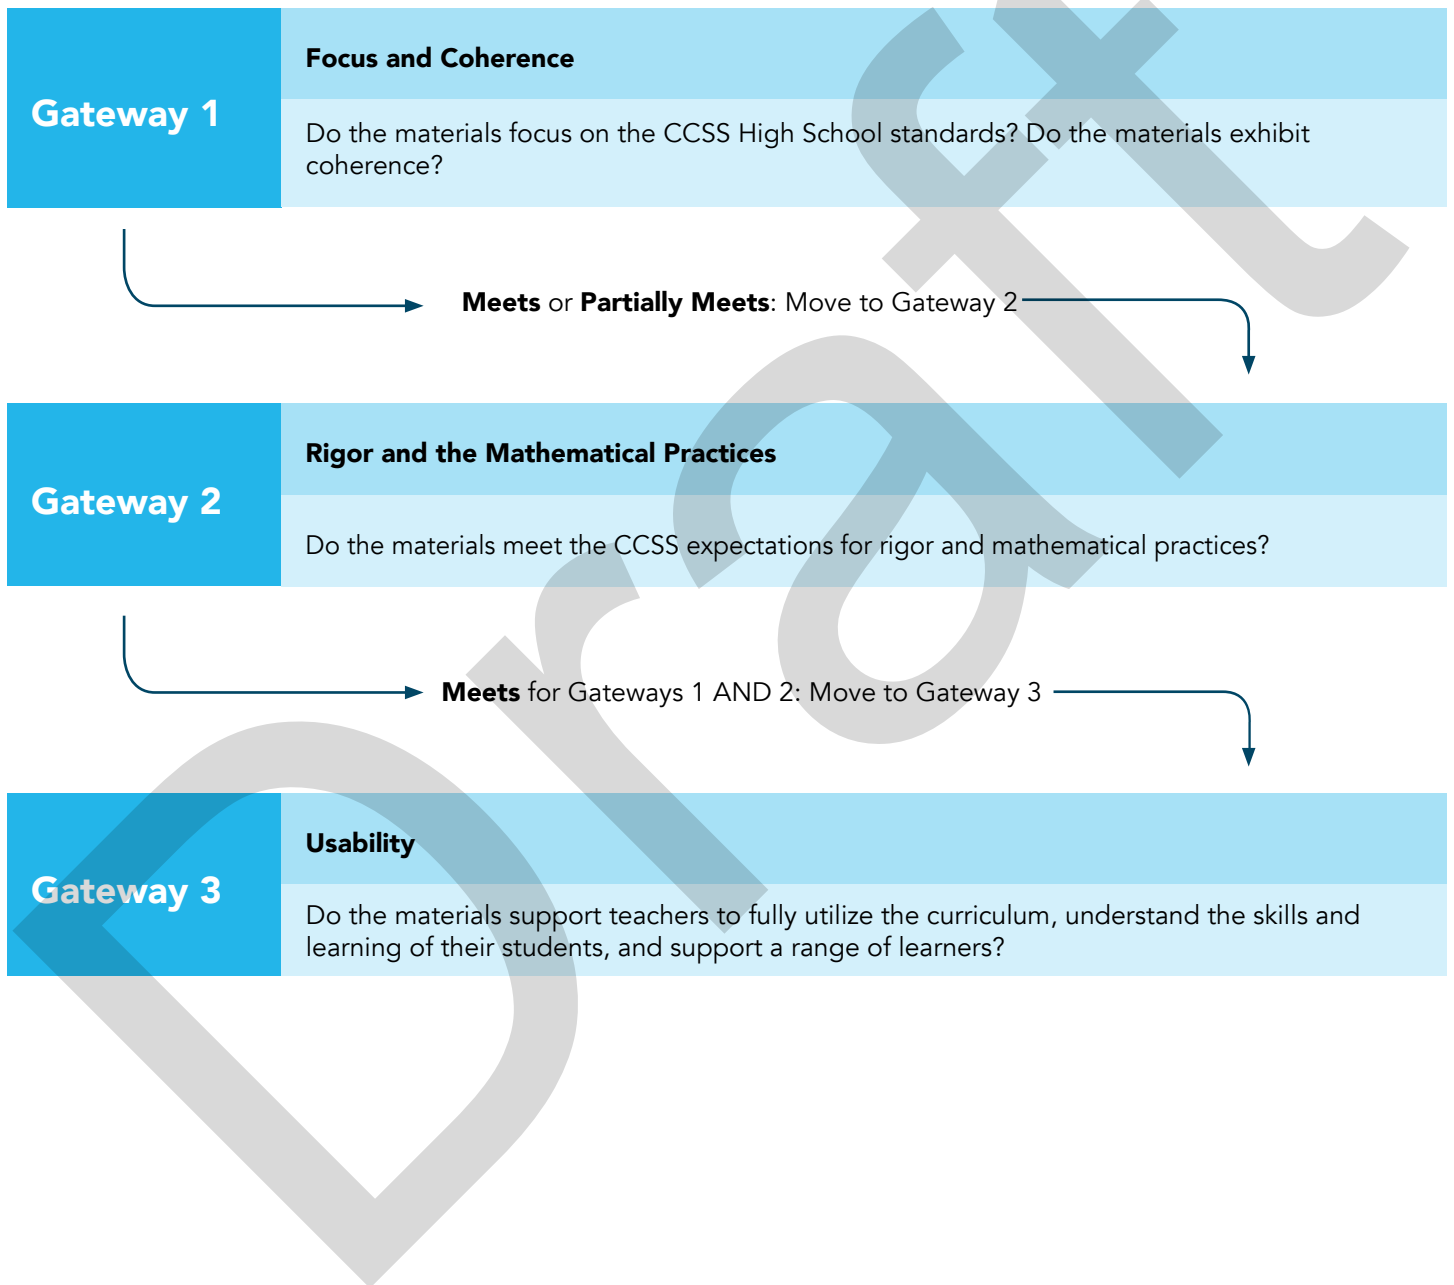 Gateway 1
Focus and Coherence
Do the materials focus on the CCSS High School standards? Do the materials exhibit
coherence?
Meets or Partially Meets: Move to Gateway 2
Gateway 2
Rigor and the Mathematical Practices
Do the materials meet the CCSS expectations for rigor and mathematical practices?
Meets for Gateways 1 AND 2: Move to Gateway 3
Gateway 3
Usability
Do the materials support teachers to fully utilize the curriculum, understand the skills and
learning of their students, and support a range of learners?
Draft